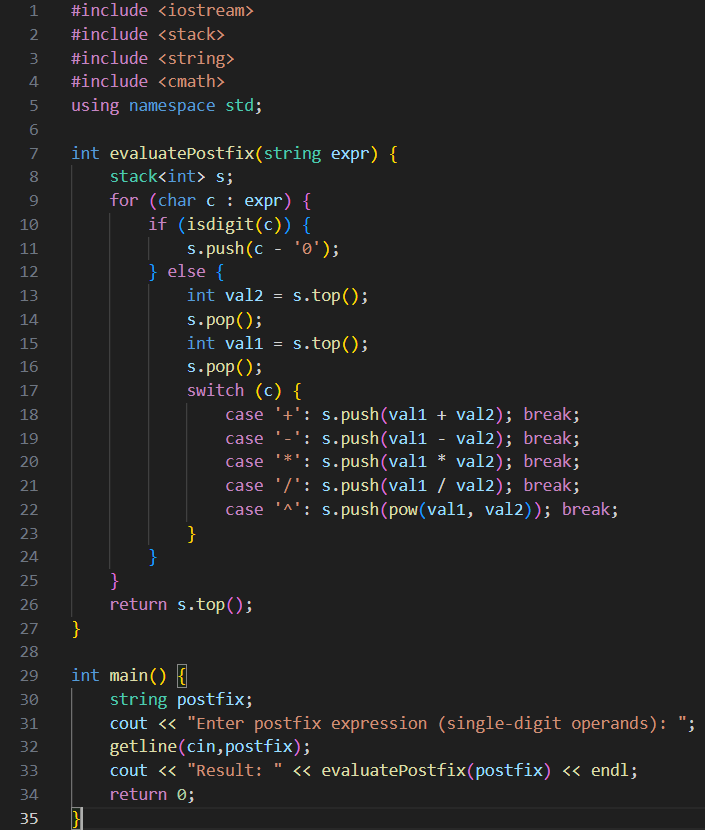 1 #include <iostream>
2 #include <stack>
3 #include <string>
4 #include <cmath>
5 using namespace std;
6
7 int evaluatePostfix(string expr) {
8     stack<int> s;
9     for (char c : expr) {
10         if (isdigit(c)) {
11             s.push(c - '0');
12         } else {
13             int val2 = s.top();
14             s.pop();
15             int val1 = s.top();
16             s.pop();
17             switch (c) {
18                 case '+': s.push(val1 + val2); break;
19                 case '-': s.push(val1 - val2); break;
20                 case '*': s.push(val1 * val2); break;
21                 case '/': s.push(val1 / val2); break;
22                 case '^': s.push(pow(val1, val2)); break;
23             }
24         }
25     }
26     return s.top();
27 }
28
29 int main() {
30     string postfix;
31     cout << "Enter postfix expression (single-digit operands): ";
32     getline(cin,postfix);
33     cout << "Result: " << evaluatePostfix(postfix) << endl;
34     return 0;
35 }